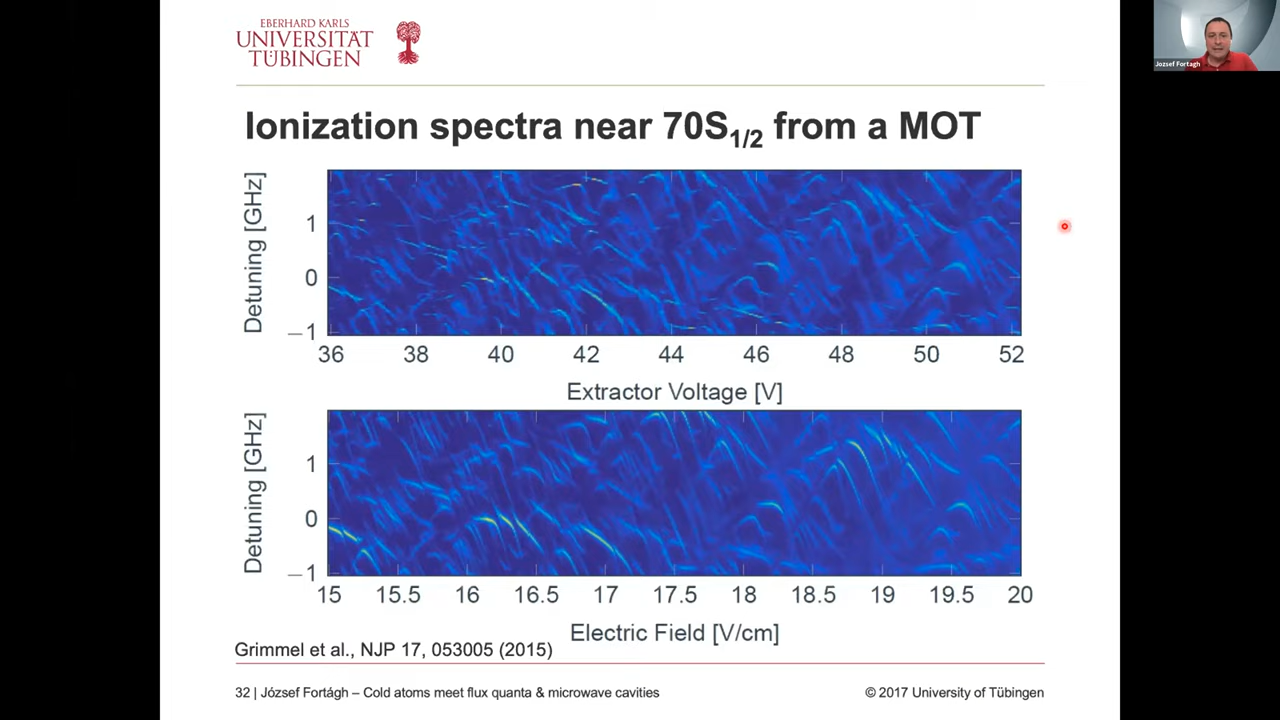 EBERHARD KARLS
UNIVERSITÄT
TÜBINGEN
Jozsef Fortagh
Ionization spectra near 70S1/2 from a MOT
Detuning [GHz]
1
0
—1
36 38 40 42 44 46 48 50 52
Extractor Voltage [V]
Detuning [GHz]
1
0
—1
15 15.5 16 16.5 17 17.5 18 18.5 19 19.5 20
Electric Field [V/cm]
Grimmel et al., NJP 17, 053005 (2015)
32 | József Fortágh – Cold atoms meet flux quanta & microwave cavities
© 2017 University of Tübingen